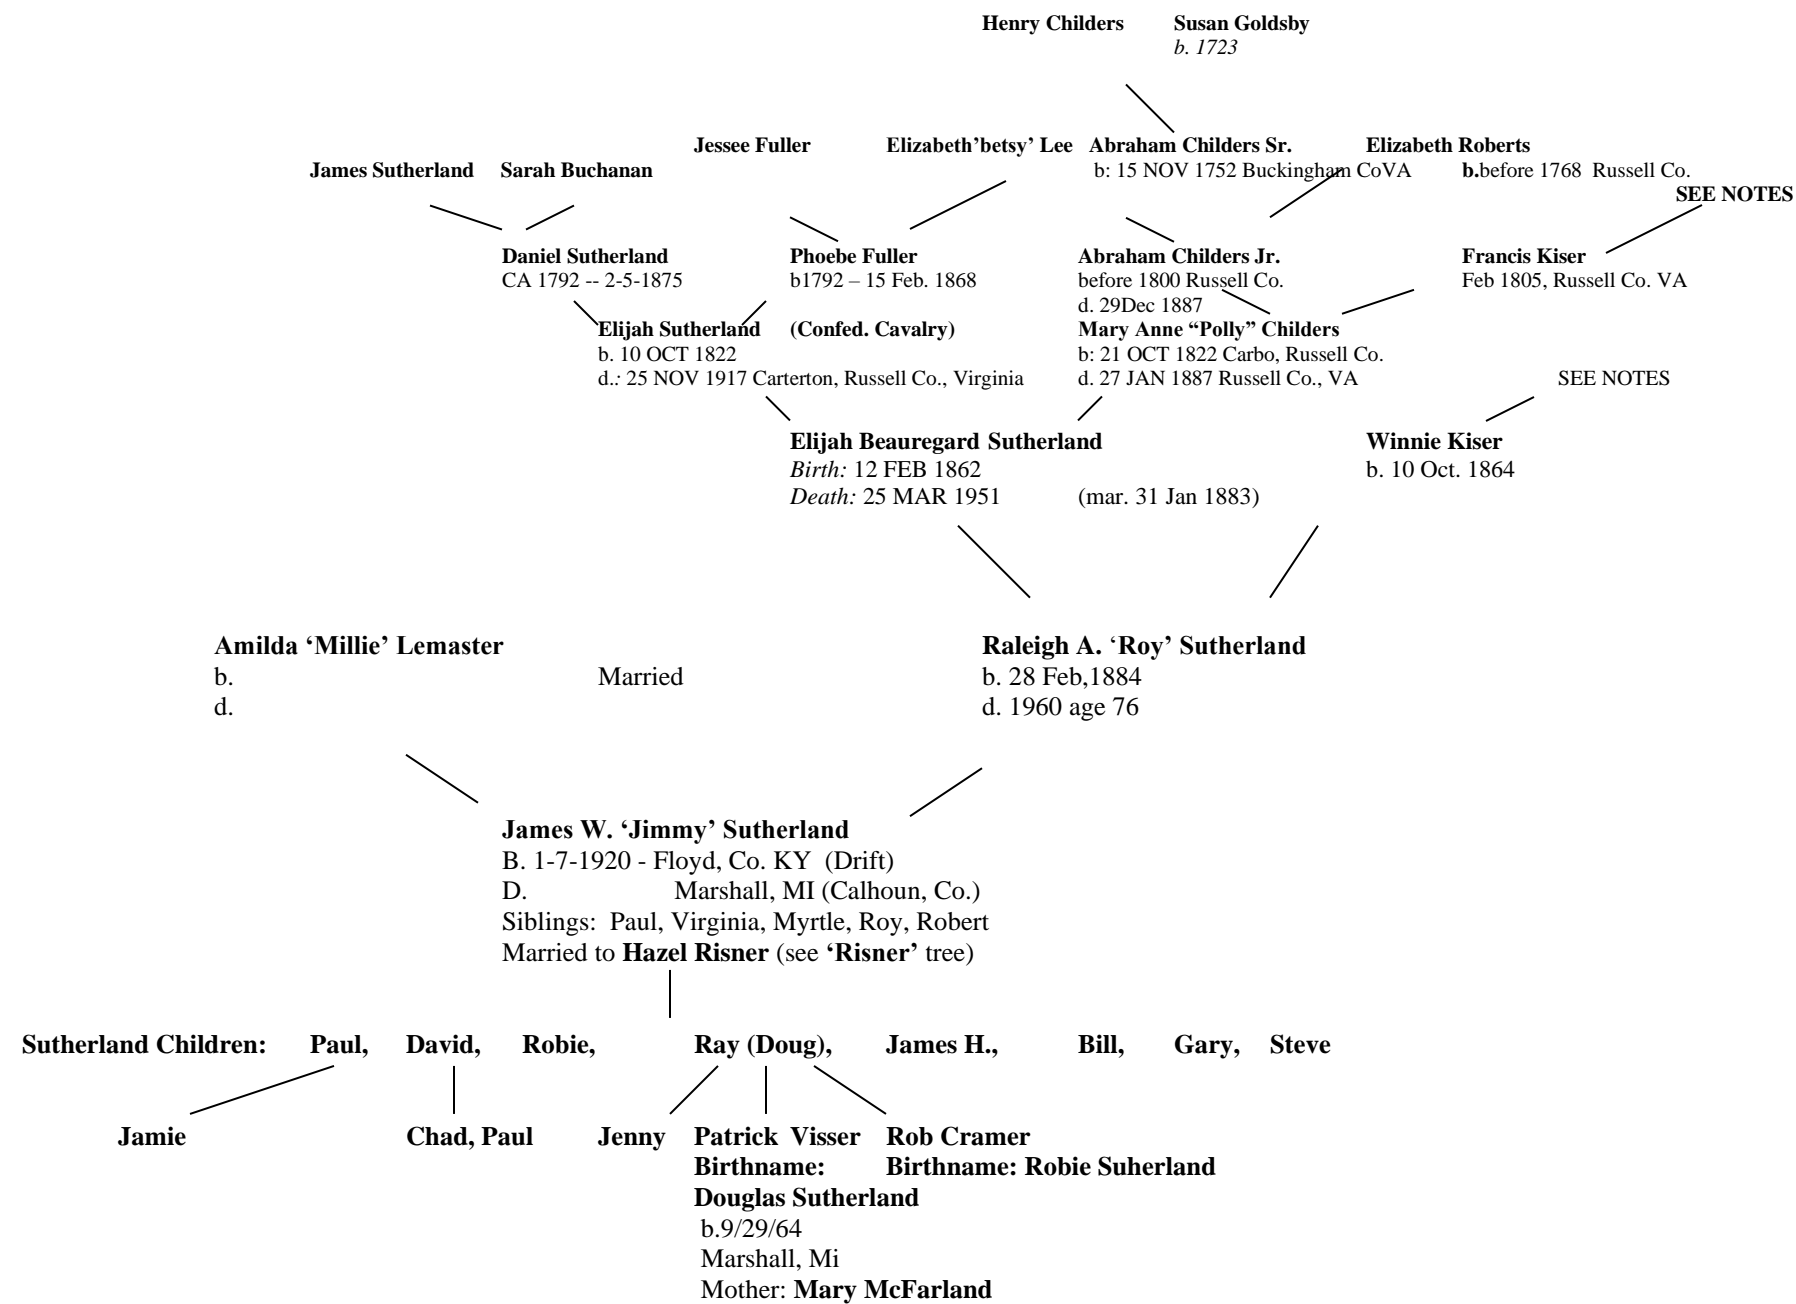 Henry Childers Susan Goldsby
b. 1723
Jessee Fuller Elizabeth’betsy’ Lee Abraham Childers Sr. Elizabeth Roberts
James Sutherland Sarah Buchanan b: 15 NOV 1752 Buckingham CoVA b.before 1768 Russell Co.
SEE NOTES
Daniel Sutherland Phoebe Fuller Abraham Childers Jr. Francis Kiser
CA 1792 -- 2-5-1875 b1792 – 15 Feb. 1868 before 1800 Russell Co. Feb 1805, Russell Co. VA
d. 29Dec 1887
Elijah Sutherland (Confed. Cavalry) Mary Anne “Polly” Childers
b. 10 OCT 1822 b: 21 OCT 1822 Carbo, Russell Co.
d.: 25 NOV 1917 Carterton, Russell Co., Virginia d. 27 JAN 1887 Russell Co., VA SEE NOTES
Elijah Beauregard Sutherland Winnie Kiser
Birth: 12 FEB 1862 b. 10 Oct. 1864
Death: 25 MAR 1951 (mar. 31 Jan 1883)
Amilda ‘Millie’ Lemaster Raleigh A. ‘Roy’ Sutherland
b. Married b. 28 Feb,1884
d. d. 1960 age 76
James W. ‘Jimmy’ Sutherland
B. 1-7-1920 - Floyd, Co. KY (Drift)
D. Marshall, MI (Calhoun, Co.)
Siblings: Paul, Virginia, Myrtle, Roy, Robert
Married to Hazel Risner (see ‘Risner’ tree)
Sutherland Children: Paul, David, Robie, Ray (Doug), James H., Bill, Gary, Steve
Jamie Chad, Paul Jenny Patrick Visser Rob Cramer
Birthname: Birthname: Robie Suherland
Douglas Sutherland
b.9/29/64
Marshall, Mi
Mother: Mary McFarland